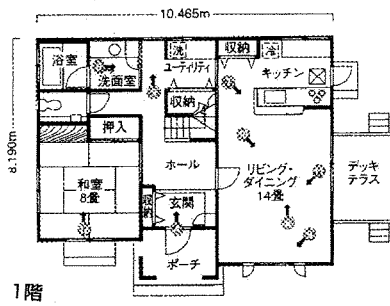 10.465m
8.190m
浴室
洗面室
洗
ユーティリティ
収納
冷
キッチン
収納
押入
ホール
和室
8畳
リビング・
ダイニング
14畳
デッキ
テラス
収納
玄関
ポーチ
1階